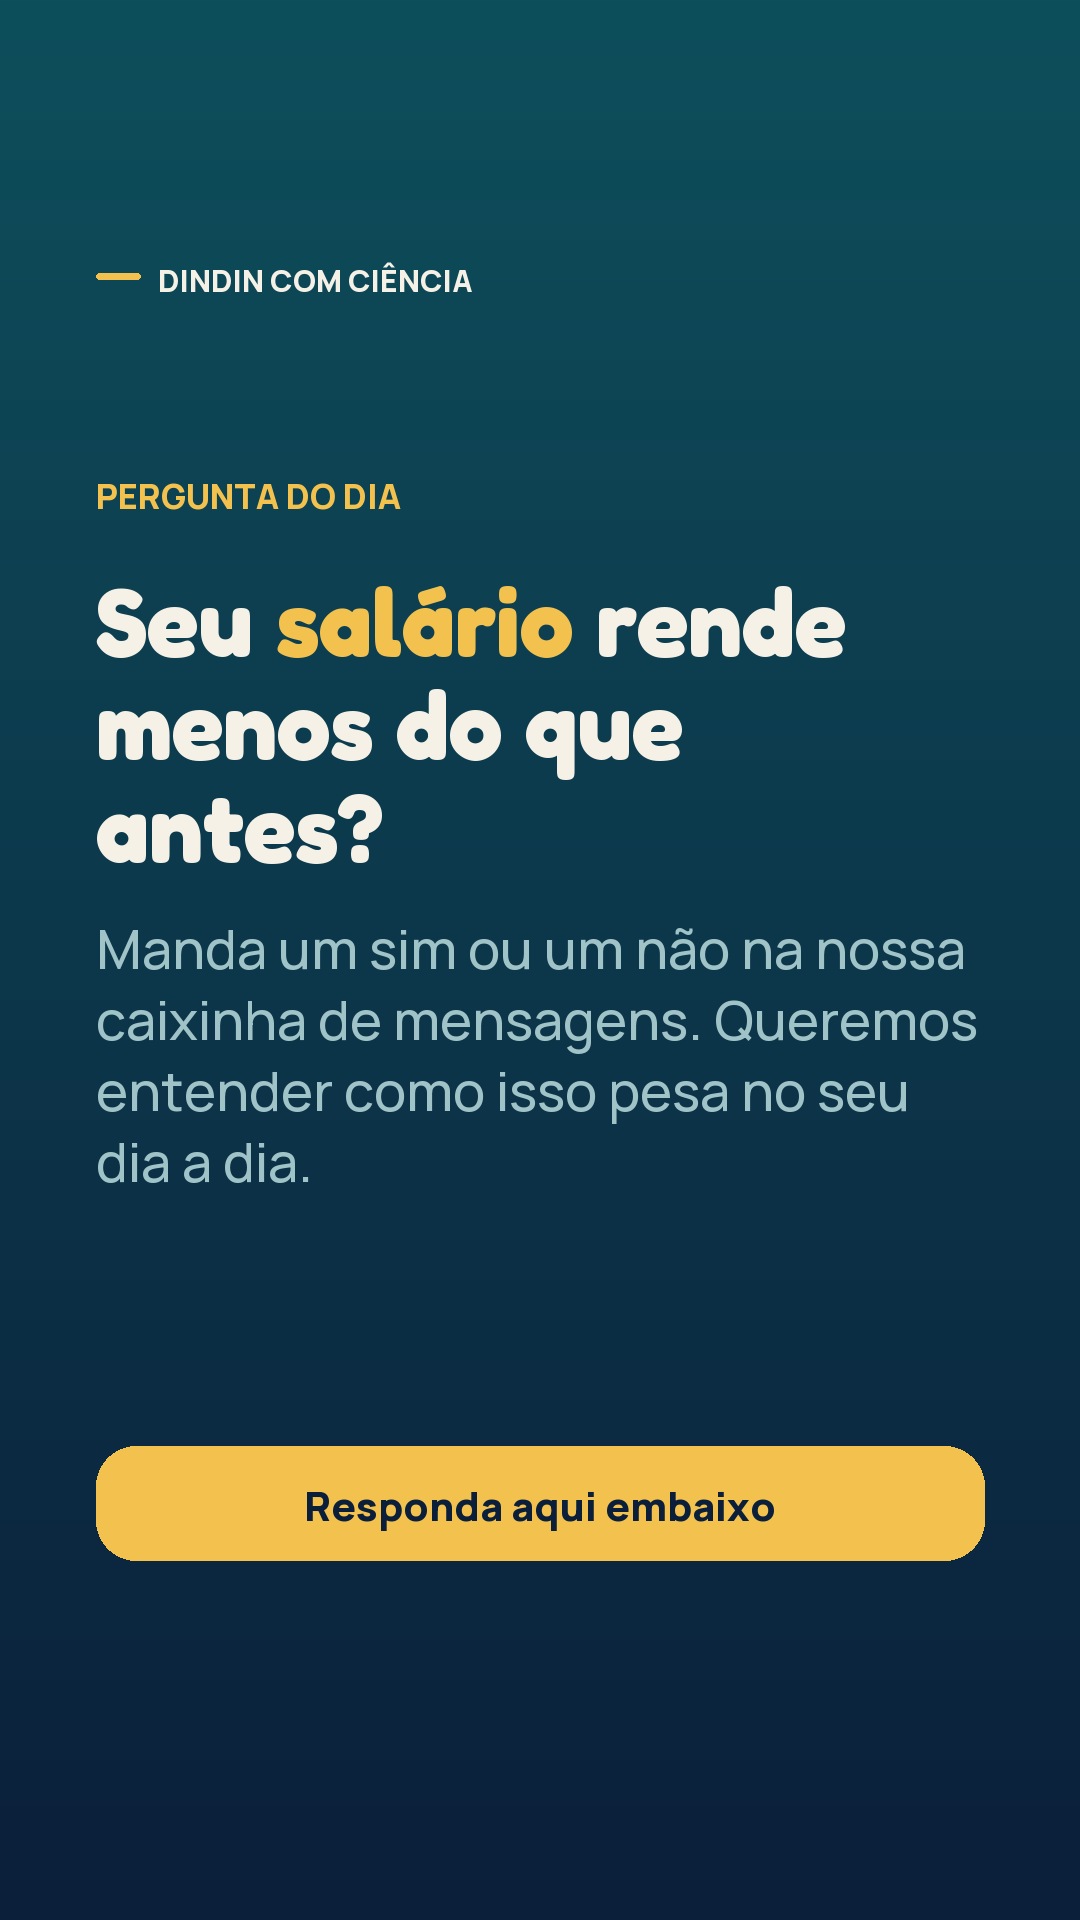 DINDIN COM CIÊNCIA
PERGUNTA DO DIA
Seu salário rende
menos do que
antes?
Manda um sim ou um não na nossa
caixinha de mensagens. Queremos
entender como isso pesa no seu
dia a dia.
Responda aqui embaixo